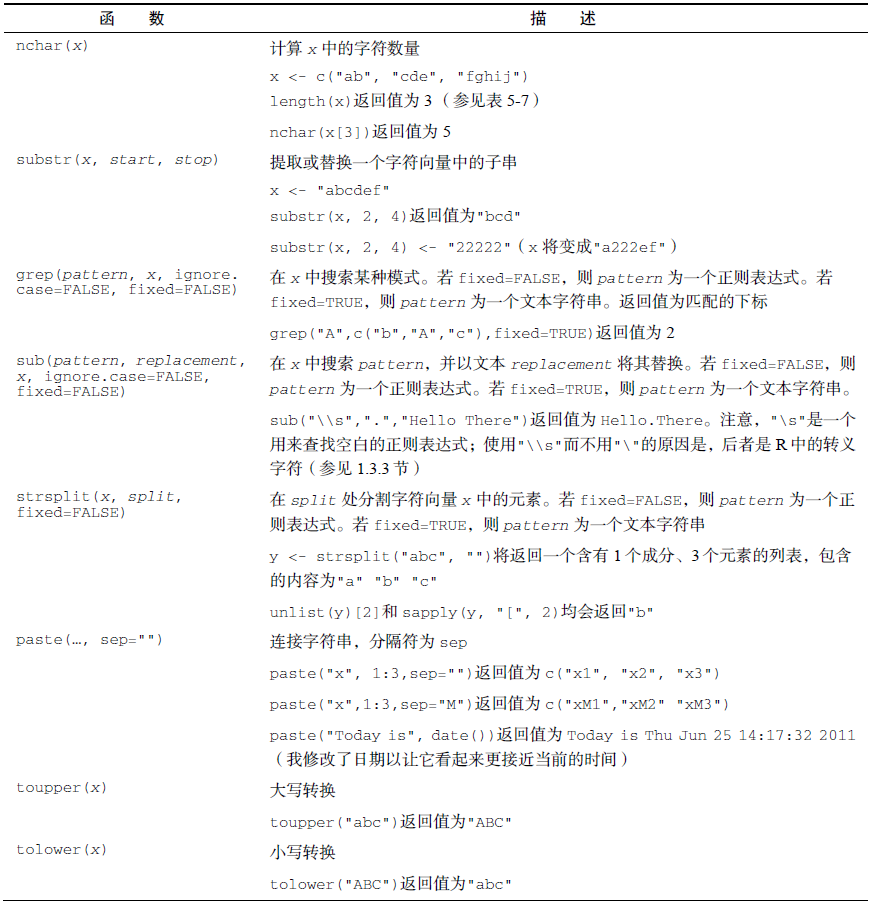 函 数 描 述
nchar(x) 计算 x 中的字符数量
x <- c("ab", "cde", "fghij")
length(x)返回值为 3（参见表 5-7）
nchar(x[3])返回值为 5
substr(x, start, stop) 提取或替换一个字符向量中的子串
x <- "abcdef"
substr(x, 2, 4)返回值为"bcd"
substr(x, 2, 4) <- "22222"（x 将变成"a222ef"）
grep(pattern, x, ignore. 在 x 中搜索某种模式。若 fixed=FALSE，则 pattern 为一个正则表达式。若
case=FALSE, fixed=FALSE) fixed=TRUE，则 pattern 为一个文本字符串。返回值为匹配的下标
grep("A",c("b","A","c"),fixed=TRUE)返回值为 2
sub(pattern, replacement, 在 x 中搜索 pattern，并以文本 replacement 将其替换。若 fixed=FALSE，则
x, ignore.case=FALSE, pattern 为一个正则表达式。若 fixed=TRUE，则 pattern 为一个文本字符串。
fixed=FALSE)
sub("\\s",".","Hello There")返回值为 Hello.There。注意，"\s"是一个
用来查找空白的正则表达式；使用"\\s"而不用"\"的原因是，后者是 R 中的转义
字符（参见 1.3.3 节）
strsplit(x, split, 在 split 处分割字符向量 x 中的元素。若 fixed=FALSE，则 pattern 为一个正
fixed=FALSE) 则表达式。若 fixed=TRUE，则 pattern 为一个文本字符串
y <- strsplit("abc", "")将返回一个含有 1 个成分、3 个元素的列表，包含
的内容为"a" "b" "c"
unlist(y)[2]和 sapply(y, "[", 2)均会返回"b"
paste(…, sep="") 连接字符串，分隔符为 sep
paste("x", 1:3,sep="")返回值为 c("x1", "x2", "x3")
paste("x",1:3,sep="M")返回值为 c("xM1","xM2" "xM3")
paste("Today is", date())返回值为 Today is Thu Jun 25 14:17:32 2011
（我修改了日期以让它看起来更接近当前的时间）
toupper(x) 大写转换
toupper("abc")返回值为"ABC"
tolower(x) 小写转换
tolower("ABC")返回值为"abc"